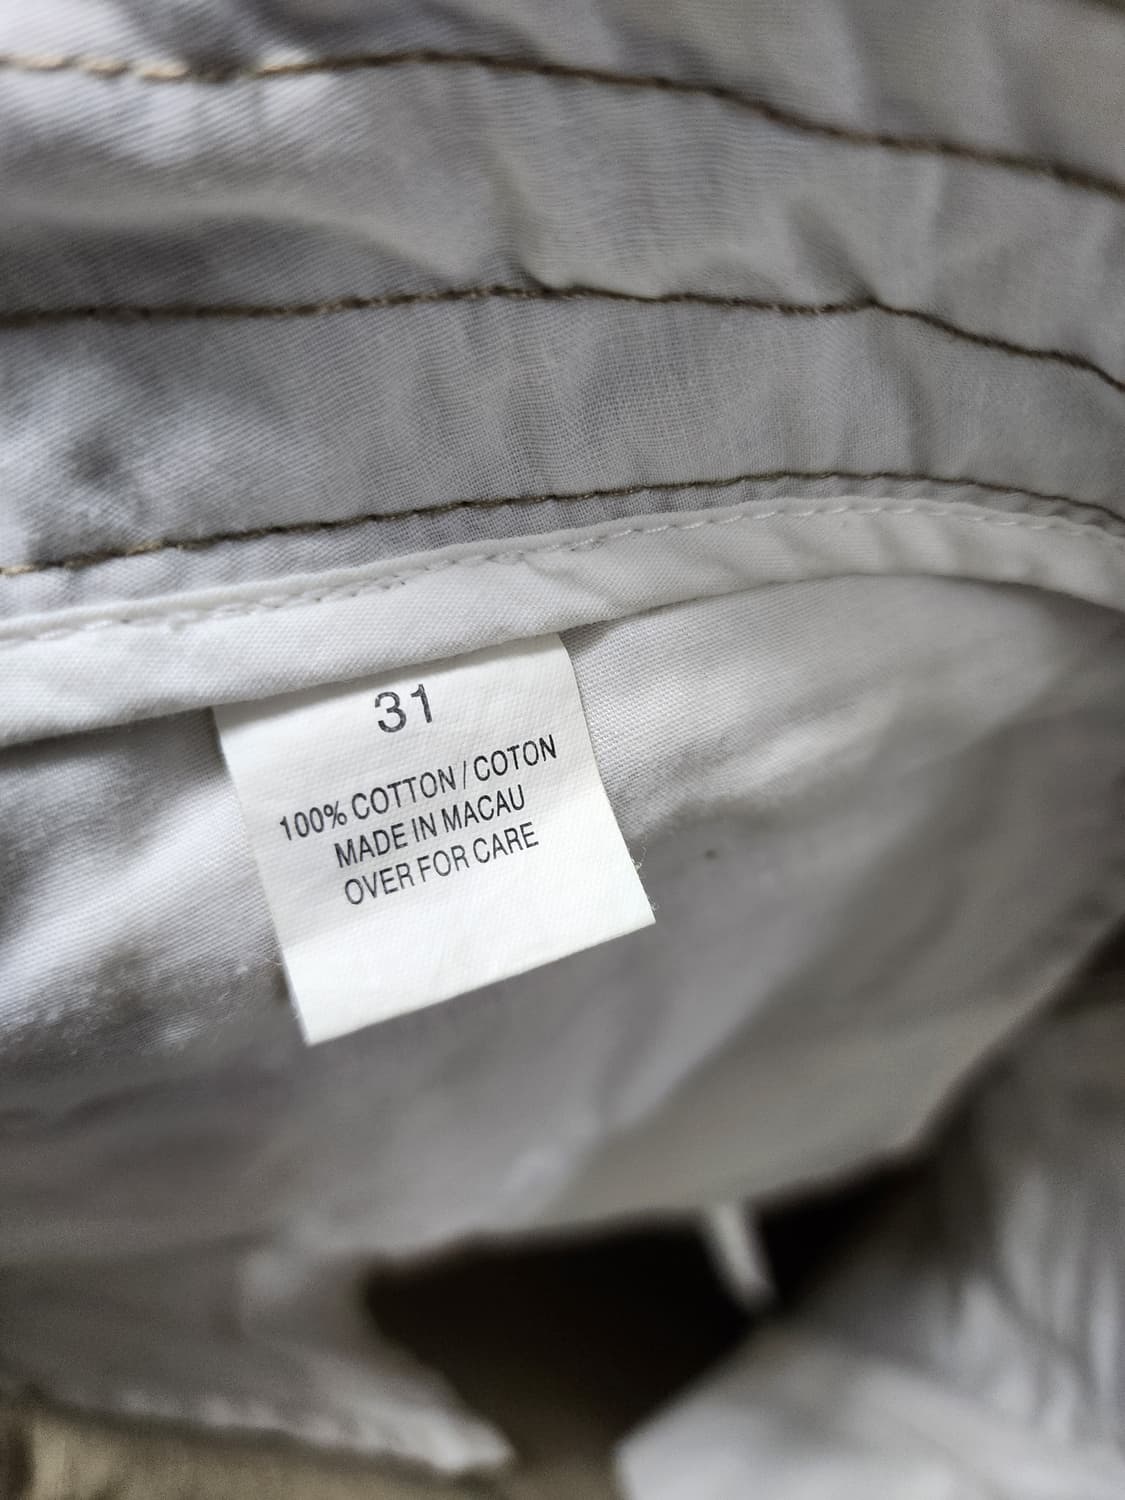 31
100% COTTON / COTON
MADE IN MACAU
OVER FOR CARE